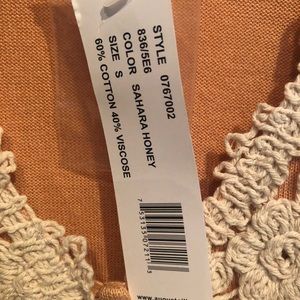 STYLE 0767002
836/5E6
COLOR SAHARA HONEY
SIZE S
60% COTTON 40% VISCOSE